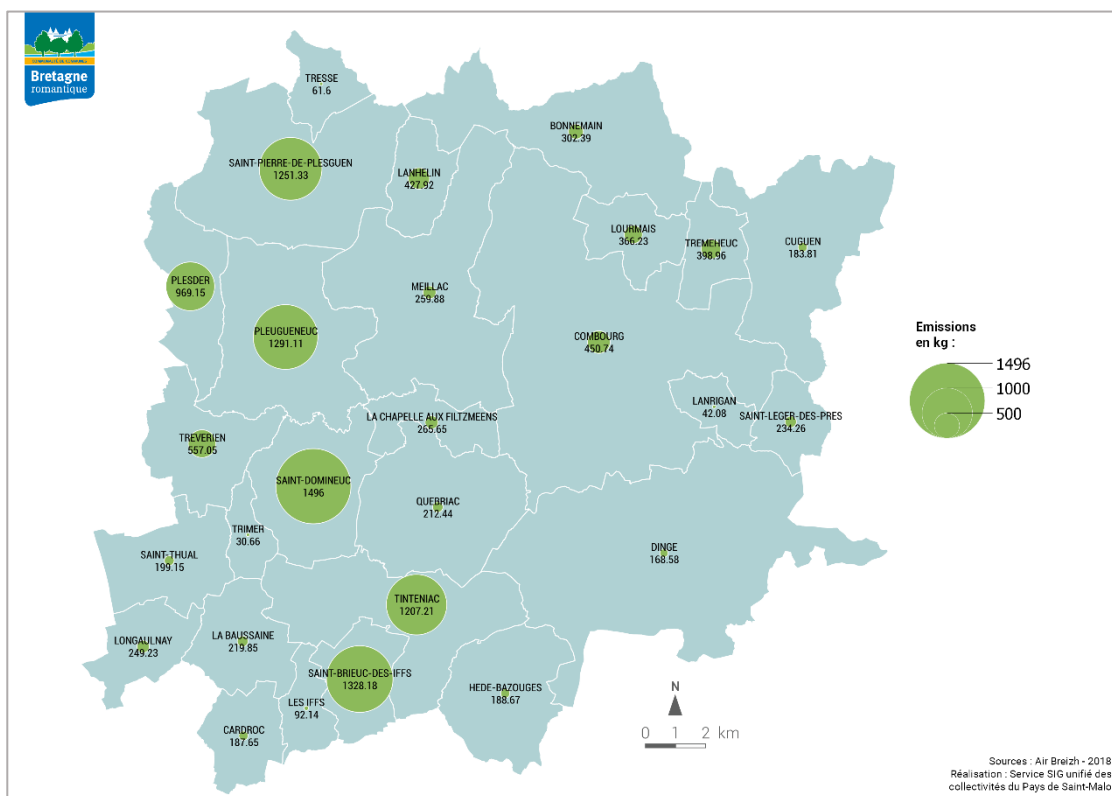 COMMUNAUTÉ DE COMMUNES
Bretagne
romantique
TRESSE
61.6
BONNEMAIN
302.39
SAINT-PIERRE-DE-PLESGUEN
1251.33
LANHELIN
427.92
LOURMAIS
366.23
TREMEHEUC
398.96
CUGUEN
183.81
PLESDER
969.15
MEILLAC
259.88
PLEUGUENEUC
1291.11
COMBOURG
450.74
Emissions
en kg :
1496
1000
500
LANRIGAN
42.08
SAINT-LEGER-DES-PRES
234.26
LA CHAPELLE AUX FILTZMEENS
265.65
TREVERIEN
557.05
SAINT-DOMINEUC
1496
QUEBRIAC
212.44
TRIMER
30.66
SAINT-THUAL
199.15
DINGE
168.58
TINTENIAC
1207.21
LONGAULNAY
249.23
LA BAUSSAINE
219.85
SAINT-BRIEUC-DES-IFFS
1328.18
HEDE-BAZOUGES
188.67
LES IFFS
92.14
CARDROC
187.65
N
0 1 2 km
Sources : Air Breizh - 2018
Réalisation : Service SIG unifié des
collectivités du Pays de Saint-Malo